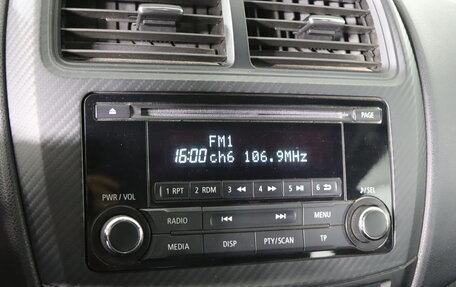 PAGE
FM1
16:00 ch6 106.9MHz
1 RPT 2 RDM 3 4 5 6
PWR / VOL
♪/SEL
RADIO MENU
MEDIA DISP PTY/SCAN TP